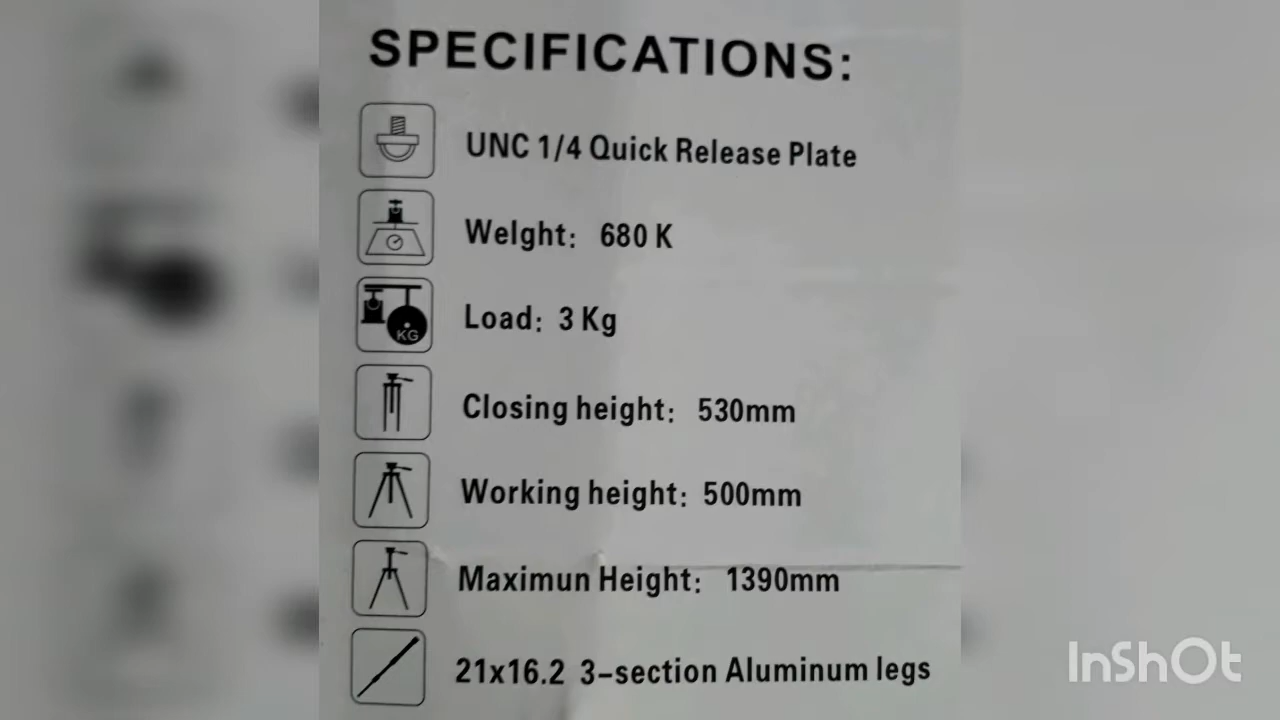 SPECIFICATIONS:
UNC 1/4 Quick Release Plate
Welght: 680 K
Load: 3 Kg
KG
Closing height: 530mm
Working height: 500mm
Maximun Height: 1390mm
21x16.2 3-section Aluminum legs
InShOt